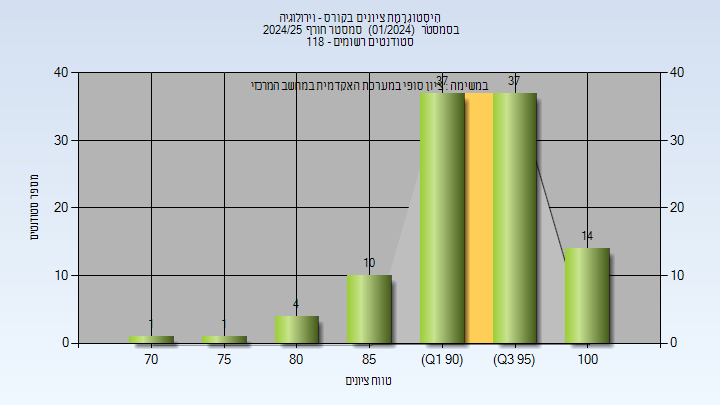 הִיסְטוֹגְרַמַּת ציונים בקורס - וירולוגיה
בסמסטר (01/2024) סמסטר חורף 2024/25
סטודנטים רשומים - 118
במשימה : ציון סופי במערכת האקדמית במחשב המרכזי
מספר סטודנטים
40 40
30 30
20 20
10 10
0 0
1 1 4 10 37 37 14
70 75 80 85 (Q1 90) (Q3 95) 100
טווח ציונים